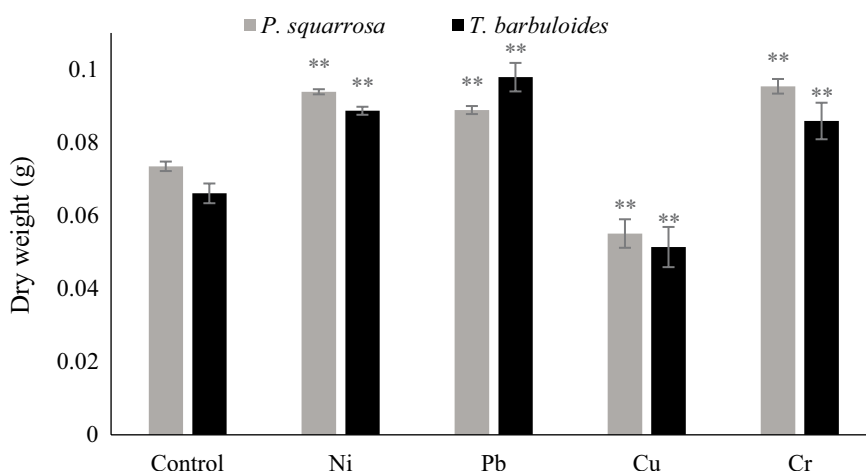 P. squarrosa T. barbuloides
Dry weight (g)
0.1
0.08
0.06
0.04
0.02
0
** ** ** ** ** ** ** **
Control Ni Pb Cu Cr